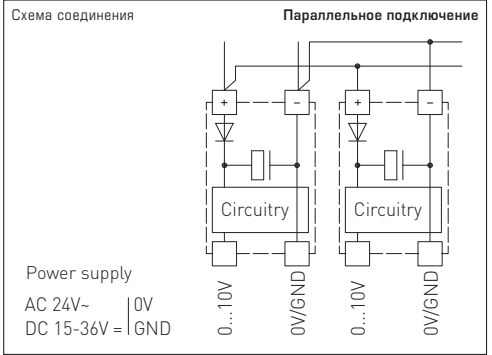 Схема соединения
Параллельное подключение
+ − + −
Circuitry Circuitry
Power supply
AC 24V~ 0V
DC 15-36V = GND
0...10V
0V/GND
0...10V
0V/GND